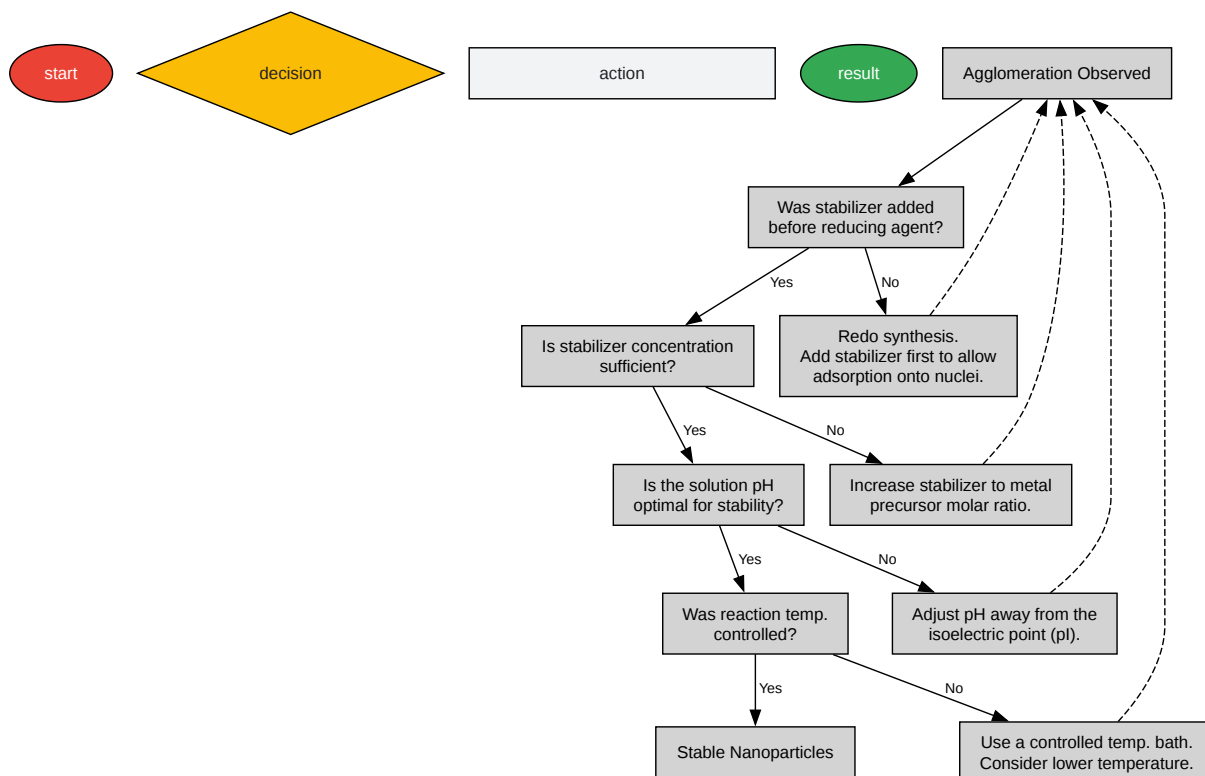 start
decision
action
result
Agglomeration Observed
Was stabilizer added
before reducing agent?
Yes
No
Is stabilizer concentration
sufficient?
Redo synthesis.
Add stabilizer first to allow
adsorption onto nuclei.
Yes
No
Is the solution pH
optimal for stability?
Increase stabilizer to metal
precursor molar ratio.
Yes
No
Was reaction temp.
controlled?
Adjust pH away from the
isoelectric point (pI).
Yes
No
Stable Nanoparticles
Use a controlled temp. bath.
Consider lower temperature.